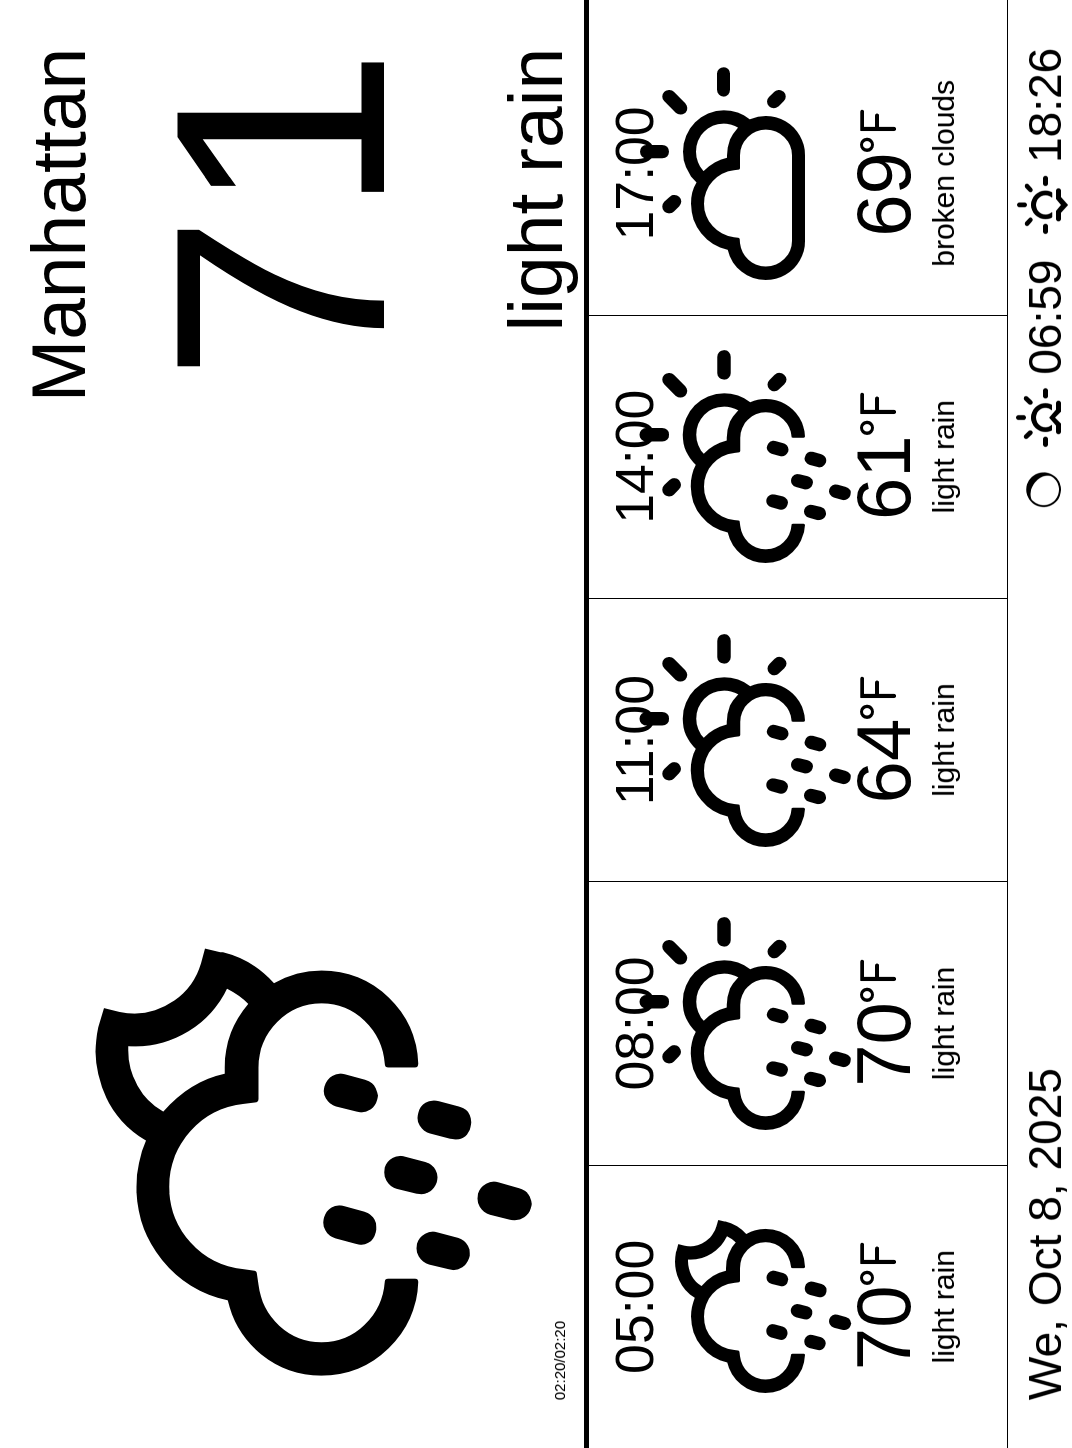 Manhattan
71
light rain
02:20/02:20
05:00
70°F
light rain
08:00
70°F
light rain
11:00
64°F
light rain
14:00
61°F
light rain
17:00
69°F
broken clouds
We, Oct 8, 2025
06:59
18:26